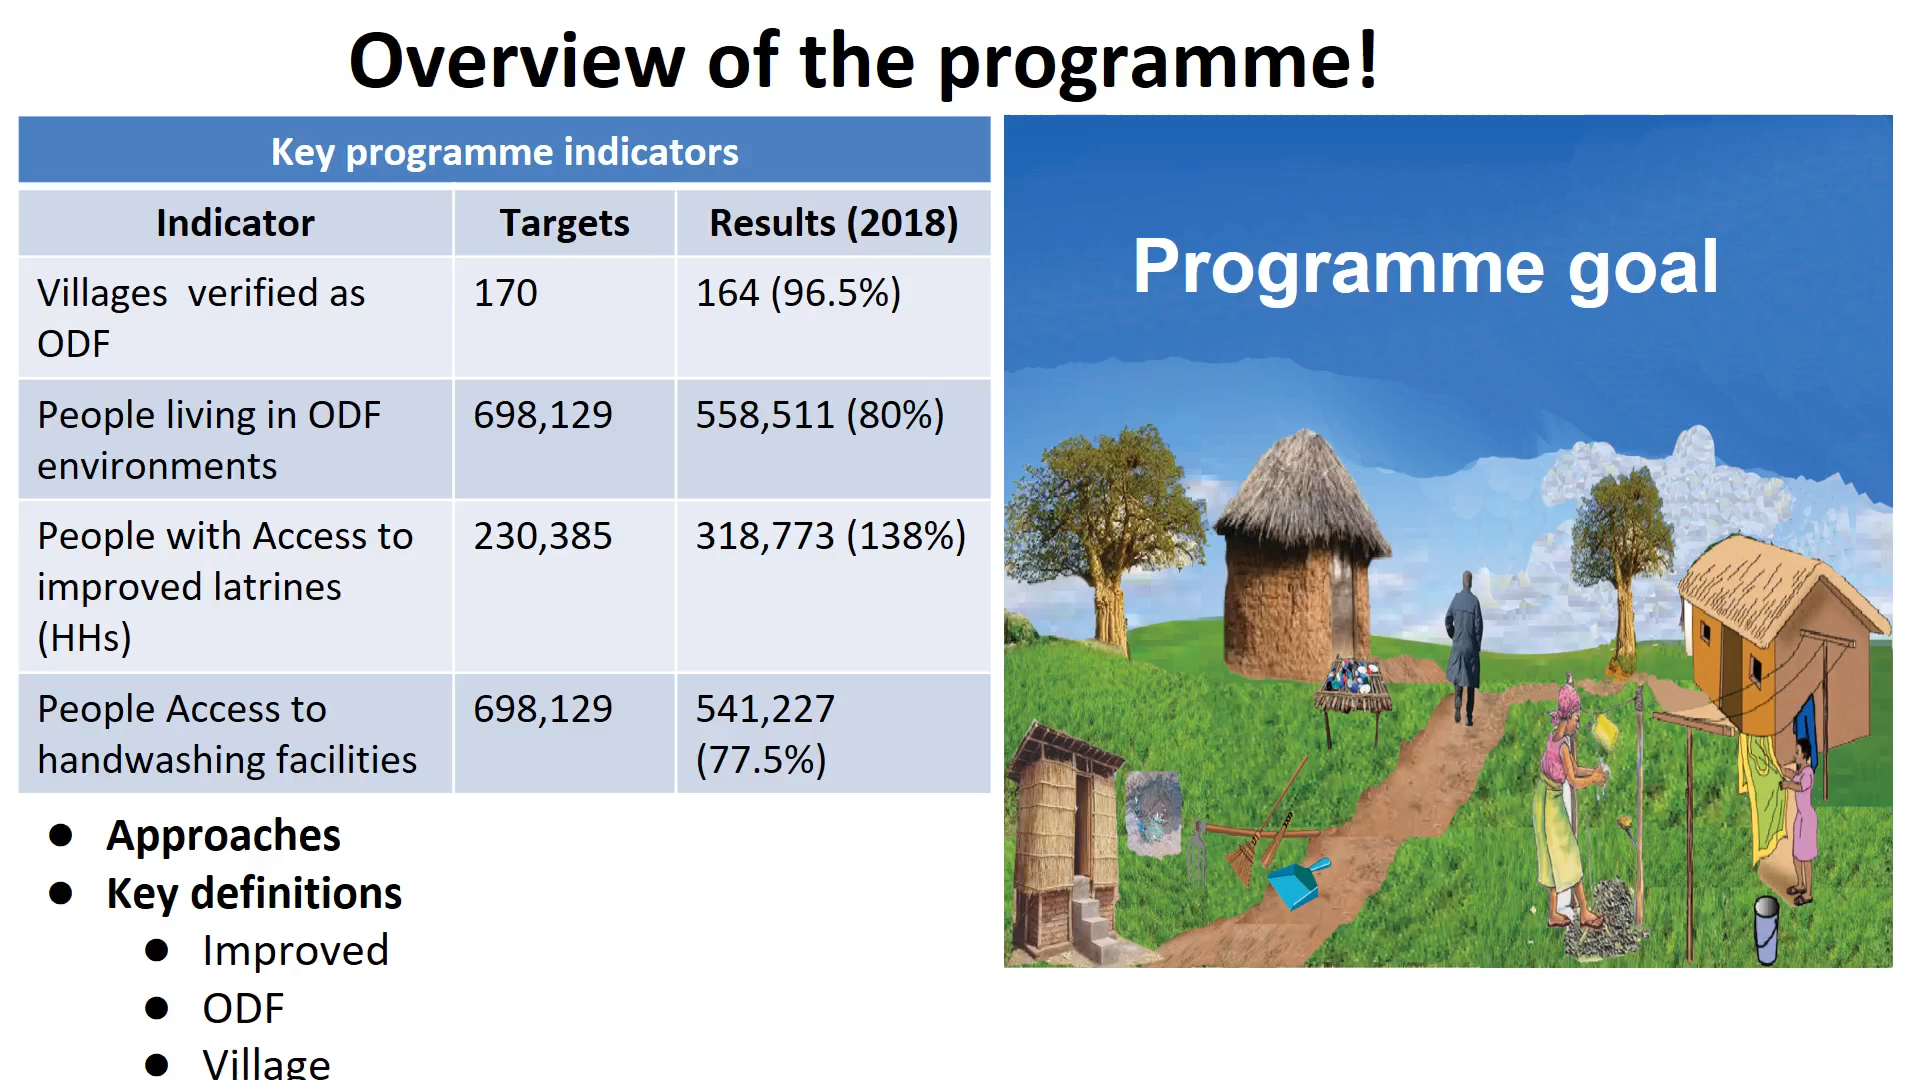 Overview of the programme!
Key programme indicators
Indicator Targets Results (2018)
Villages verified as 170 164 (96.5%)
ODF
People living in ODF 698,129 558,511 (80%)
environments
People with Access to 230,385 318,773 (138%)
improved latrines
(HHs)
People Access to 698,129 541,227
handwashing facilities (77.5%)
● Approaches
● Key definitions
● Improved
● ODF
● Village
Programme goal